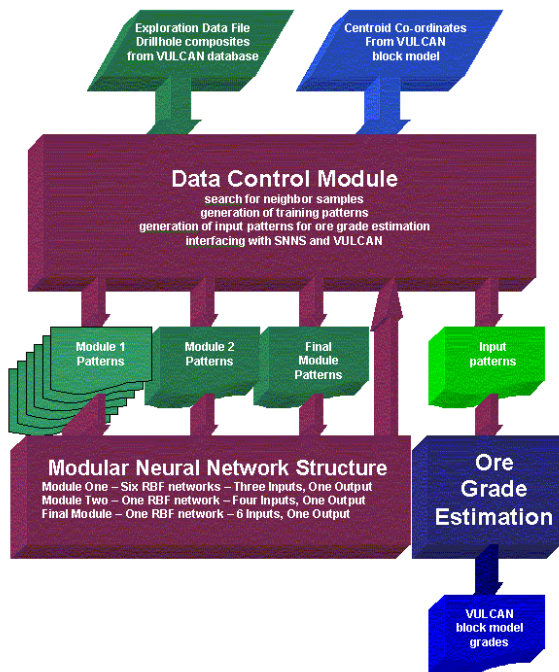 Exploration Data File
Drillhole composites
from VULCAN database
Centroid Co-ordinates
From VULCAN
block model
Data Control Module
search for neighbor samples
generation of training patterns
generation of input patterns for ore grade estimation
interfacing with SNNS and VULCAN
Module 1
Patterns
Module 2
Patterns
Final
Module
Patterns
Input
patterns
Modular Neural Network Structure
Module One – Six RBF networks – Three Inputs, One Output
Module Two – One RBF network – Four Inputs, One Output
Final Module – One RBF network – 6 Inputs, One Output
Ore
Grade
Estimation
VULCAN
block model
grades